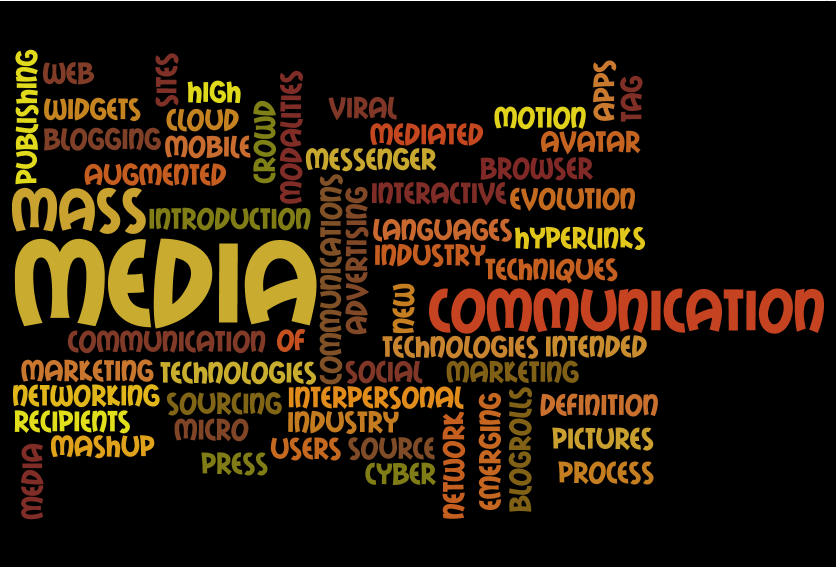 PUBLISHING
WEB
SITES
HIGH
WIDGETS
CLOUD
CROWD
MODALITIES
BLOGGING
MOBILE
AUGMENTED
VIRAL
MEDIATED
MESSENGER
MOTION
APPS
TAG
AVATAR
BROWSER
MASS
INTRODUCTION
COMMUNICATIONS
ADVERTISING
INTERACTIVE
EVOLUTION
LANGUAGES
HYPERLINKS
INDUSTRY
TECHNIQUES
MEDIA
NEW
COMMUNICATION
COMMUNICATION
OF
TECHNOLOGIES
INTENDED
MARKETING
TECHNOLOGIES
SOCIAL
MARKETING
NETWORKING
SOURCING
INTERPERSONAL
RECIPIENTS
MICRO
INDUSTRY
NETWORK
EMERGING
BLOGROLLS
DEFINITION
MASHUP
USERS
SOURCE
PICTURES
MEDIA
PRESS
CYBER
PROCESS